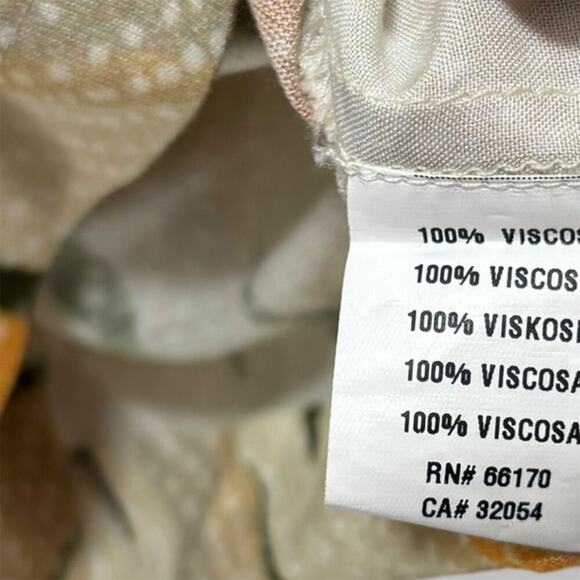 100% VISCOS
100% VISCOS
100% VISKOS
100% VISCOSA
100% VISCOSA
RN# 66170
CA# 32054